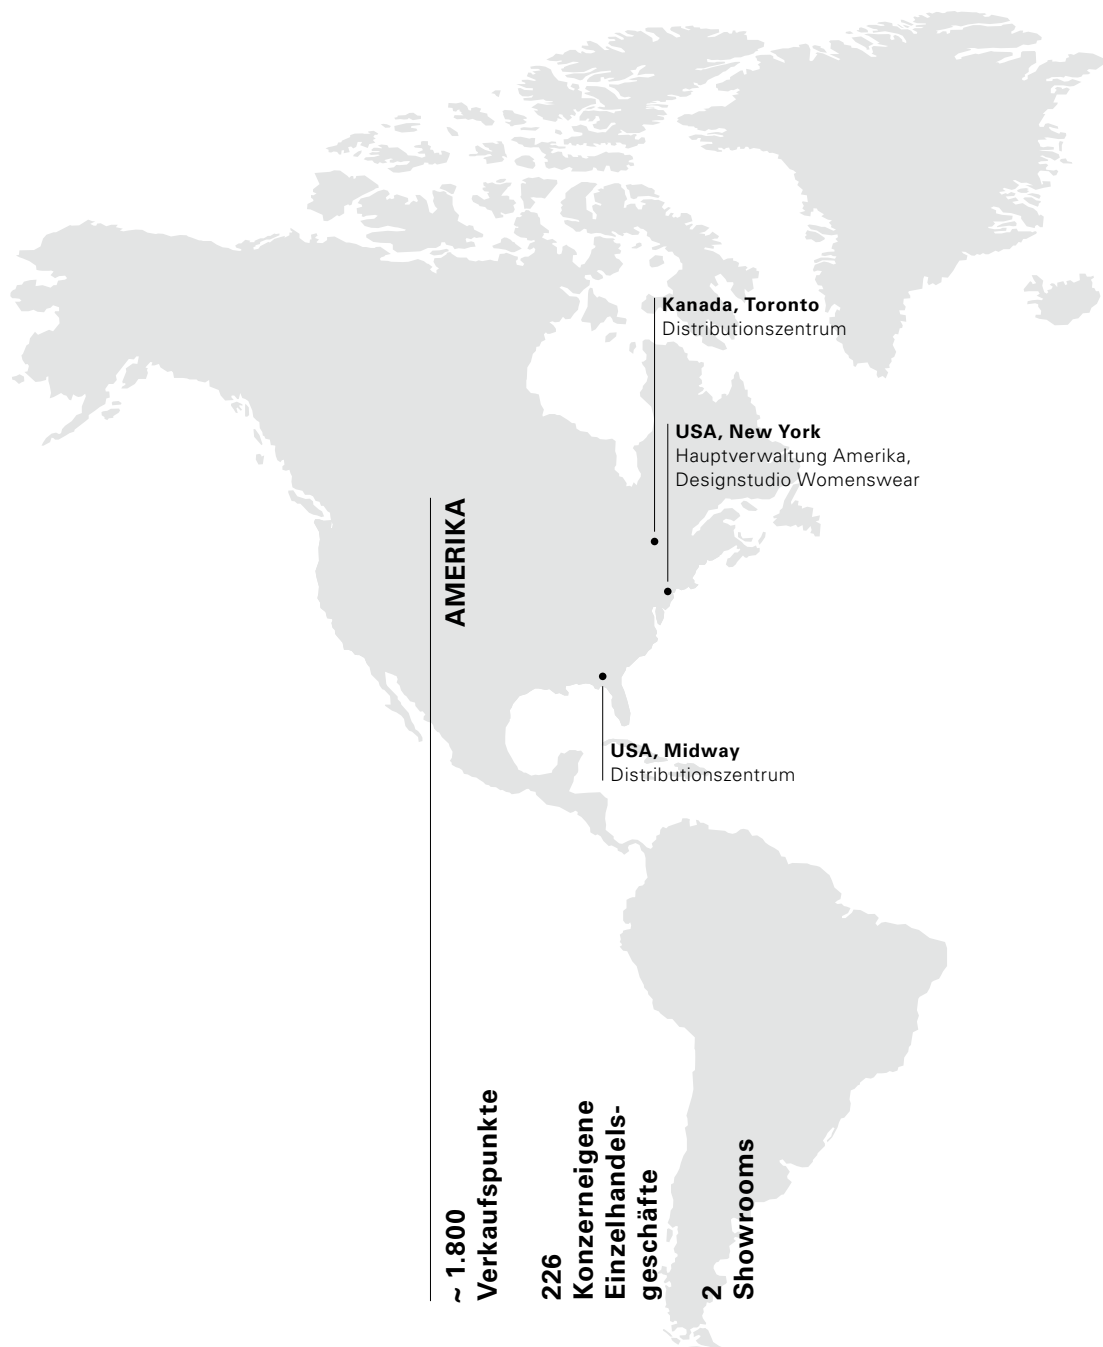 Kanada, Toronto
Distributionszentrum
USA, New York
Hauptverwaltung Amerika,
Designstudio Womenswear
AMERIKA
USA, Midway
Distributionszentrum
~ 1.800
Verkaufspunkte
226
Konzerneigene
Einzelhandels-
geschäfte
2
Showrooms